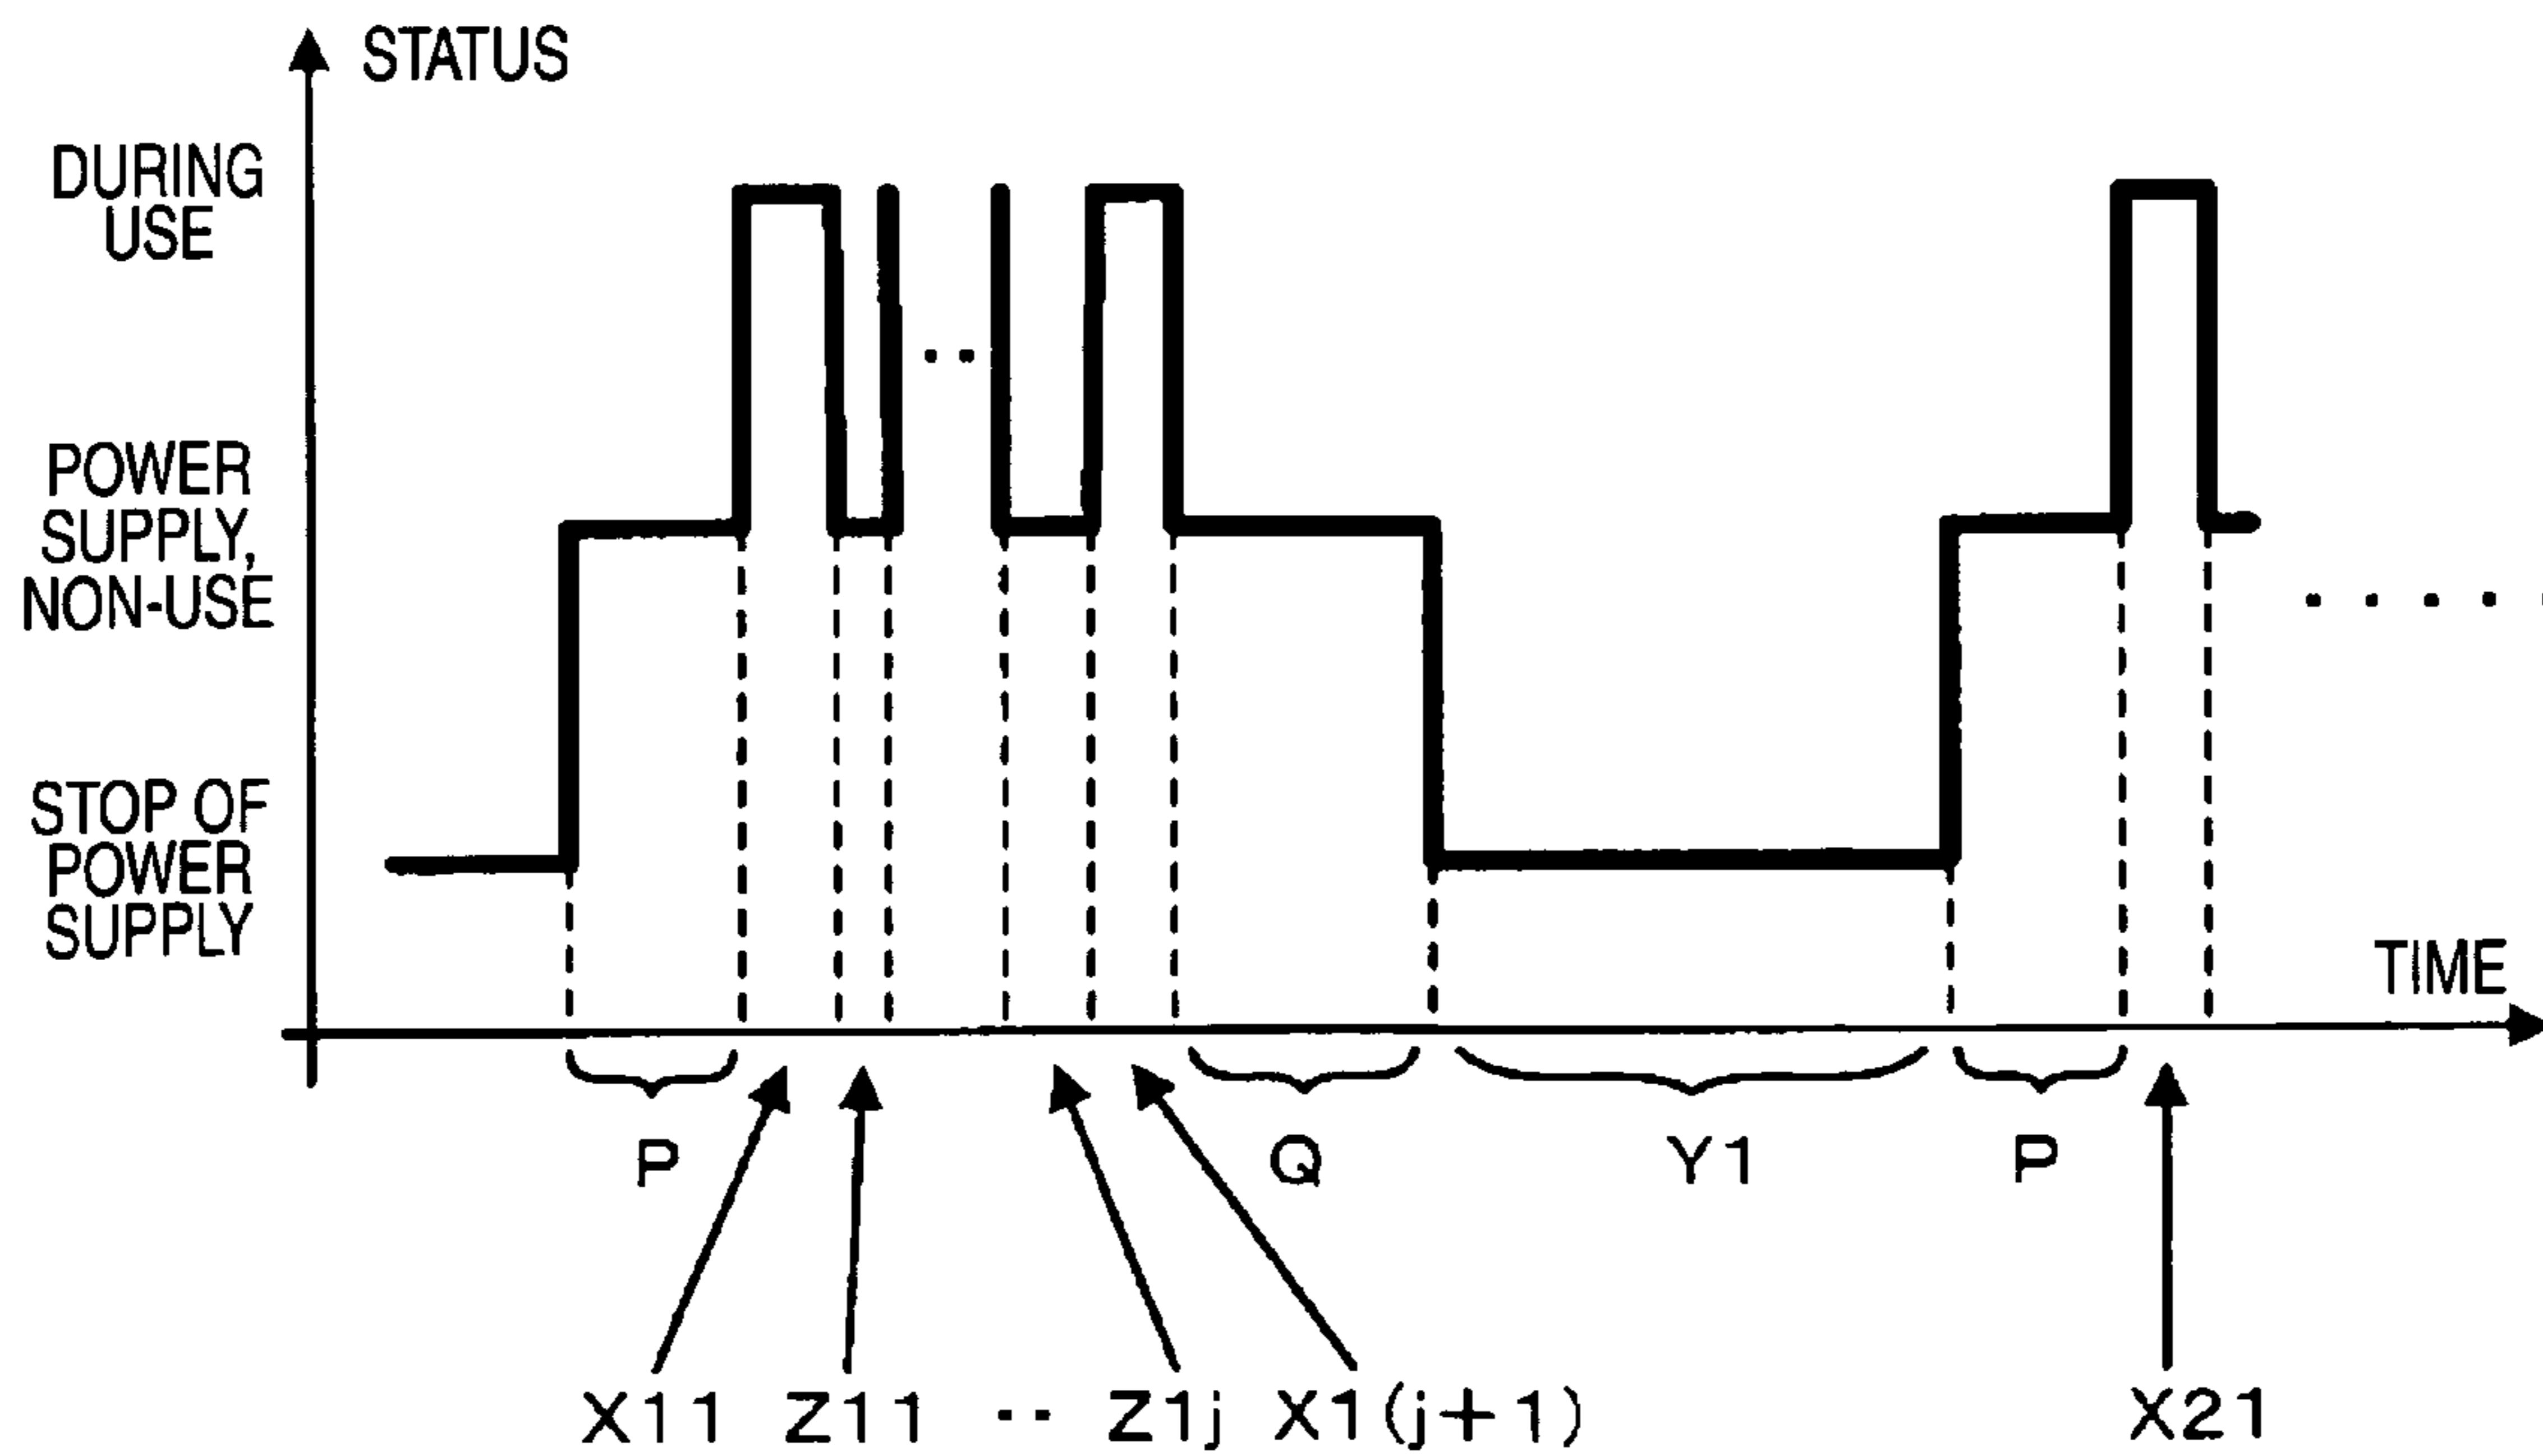 STATUS
DURING
USE
POWER
SUPPLY,
NON-USE
STOP OF
POWER
SUPPLY
TIME
P
Q
Y1
P
X11 Z11 ·· Z1j X1(j+1)
X21